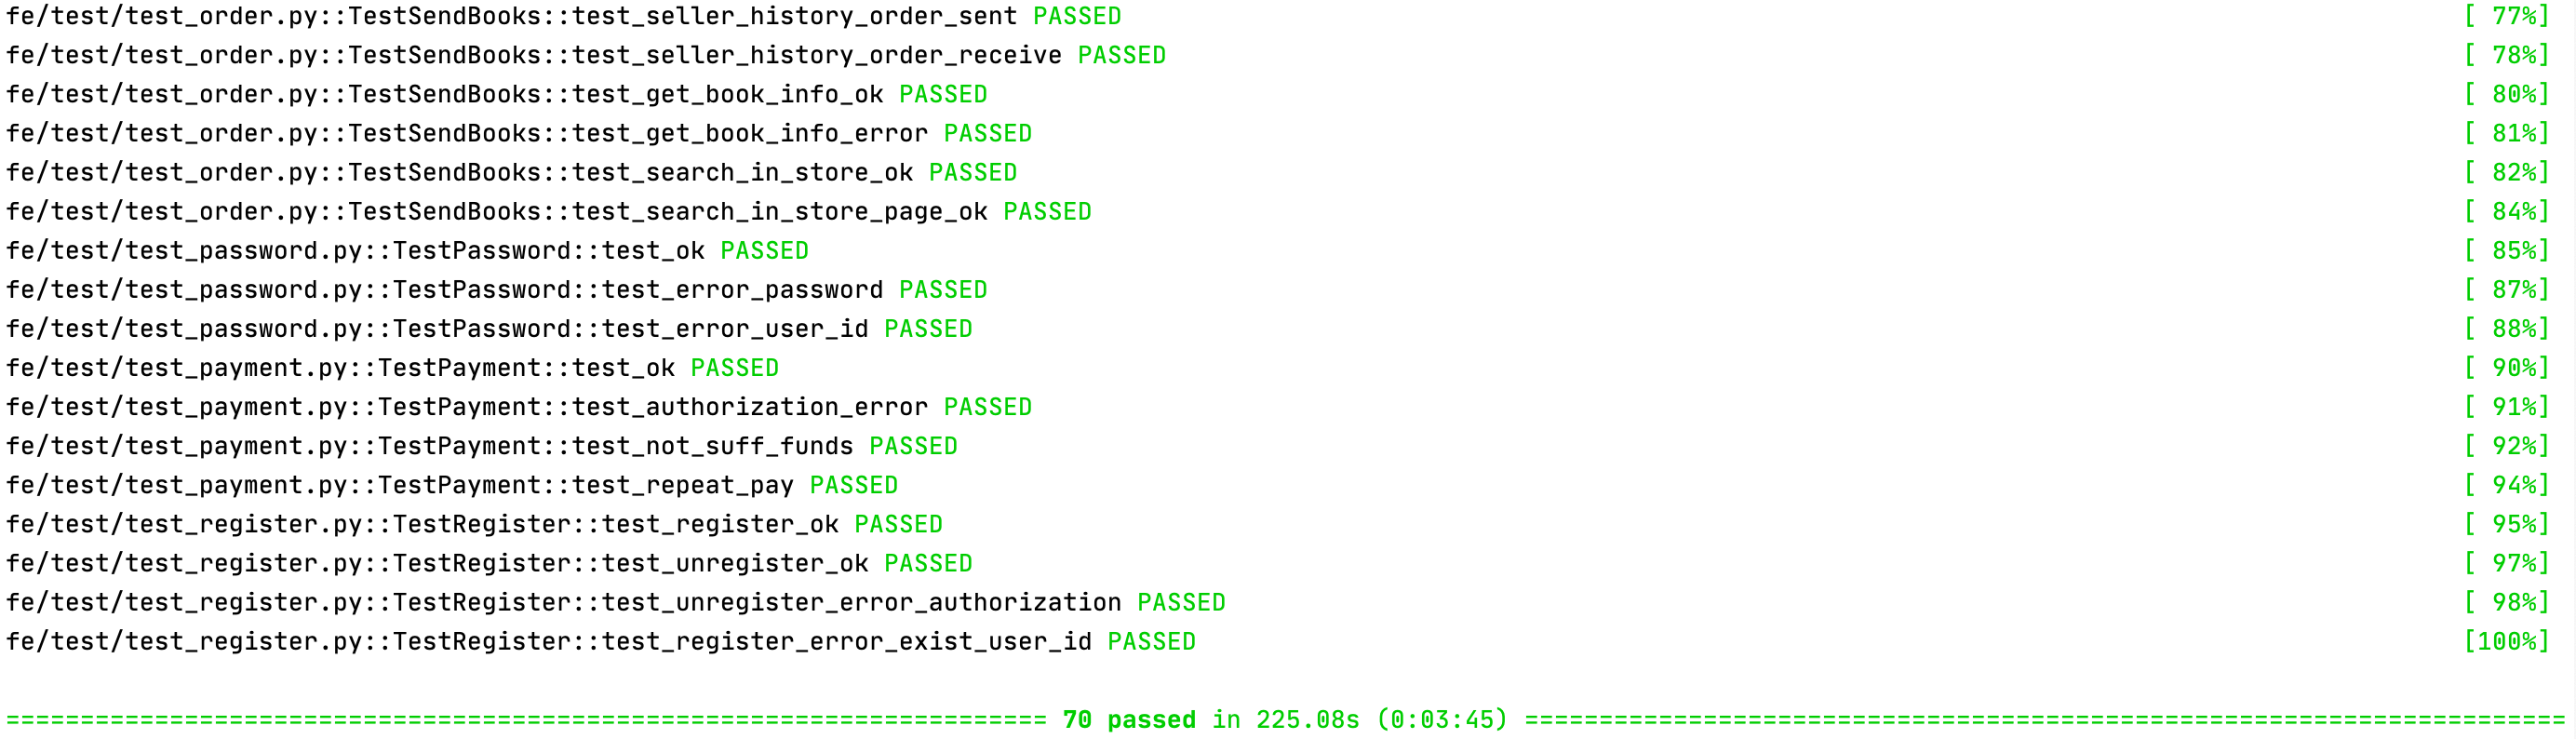 fe/test/test_order.py::TestSendBooks::test_seller_history_order_sent PASSED [ 77%]
fe/test/test_order.py::TestSendBooks::test_seller_history_order_receive PASSED [ 78%]
fe/test/test_order.py::TestSendBooks::test_get_book_info_ok PASSED [ 80%]
fe/test/test_order.py::TestSendBooks::test_get_book_info_error PASSED [ 81%]
fe/test/test_order.py::TestSendBooks::test_search_in_store_ok PASSED [ 82%]
fe/test/test_order.py::TestSendBooks::test_search_in_store_page_ok PASSED [ 84%]
fe/test/test_password.py::TestPassword::test_ok PASSED [ 85%]
fe/test/test_password.py::TestPassword::test_error_password PASSED [ 87%]
fe/test/test_password.py::TestPassword::test_error_user_id PASSED [ 88%]
fe/test/test_payment.py::TestPayment::test_ok PASSED [ 90%]
fe/test/test_payment.py::TestPayment::test_authorization_error PASSED [ 91%]
fe/test/test_payment.py::TestPayment::test_not_suff_funds PASSED [ 92%]
fe/test/test_payment.py::TestPayment::test_repeat_pay PASSED [ 94%]
fe/test/test_register.py::TestRegister::test_register_ok PASSED [ 95%]
fe/test/test_register.py::TestRegister::test_unregister_ok PASSED [ 97%]
fe/test/test_register.py::TestRegister::test_unregister_error_authorization PASSED [ 98%]
fe/test/test_register.py::TestRegister::test_register_error_exist_user_id PASSED [100%]
====================================================================== 70 passed in 225.08s (0:03:45) ======================================================================